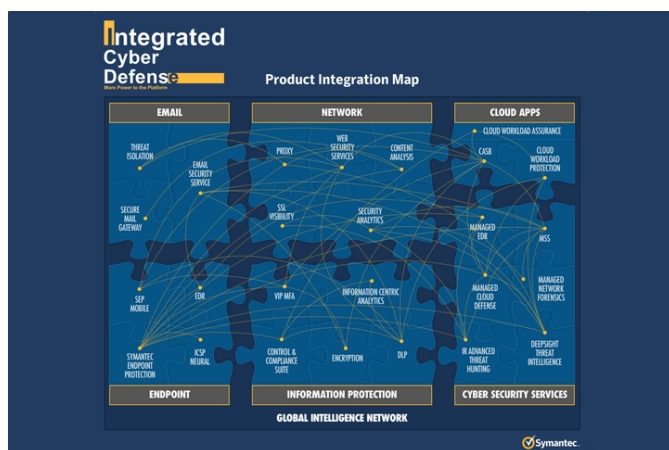 Integrated
Cyber
Defense
More Power to the Platform
Product Integration Map
EMAIL
NETWORK
CLOUD APPS
THREAT
ISOLATION
EMAIL
SECURITY
SERVICE
SECURE
MAIL
GATEWAY
PROXY
WEB
SECURITY
SERVICES
CONTENT
ANALYSIS
SSL
VISIBILITY
SECURITY
ANALYTICS
CLOUD WORKLOAD ASSURANCE
CASB
CLOUD
WORKLOAD
PROTECTION
MANAGED
EDR
MSS
SEP
MOBILE
EDR
VIP MFA
INFORMATION CENTRIC
ANALYTICS
MANAGED
CLOUD
DEFENSE
MANAGED
NETWORK
FORENSICS
SYMANTEC
ENDPOINT
PROTECTION
ICSP
NEURAL
CONTROL &
COMPLIANCE
SUITE
ENCRYPTION
DLP
IR ADVANCED
THREAT
HUNTING
DEEPSIGHT
THREAT
INTELLIGENCE
ENDPOINT
INFORMATION PROTECTION
CYBER SECURITY SERVICES
GLOBAL INTELLIGENCE NETWORK
Symantec.